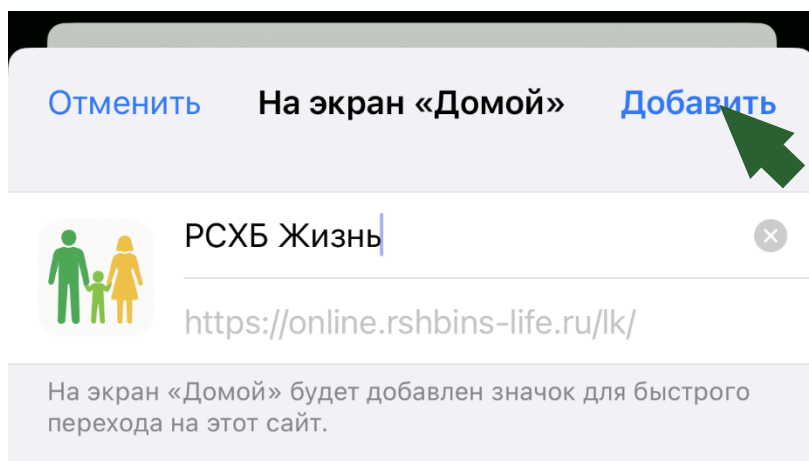 Отменить На экран «Домой» Добавить
РСХБ Жизнь
https://online.rshbins-life.ru/lk/
На экран «Домой» будет добавлен значок для быстрого
перехода на этот сайт.